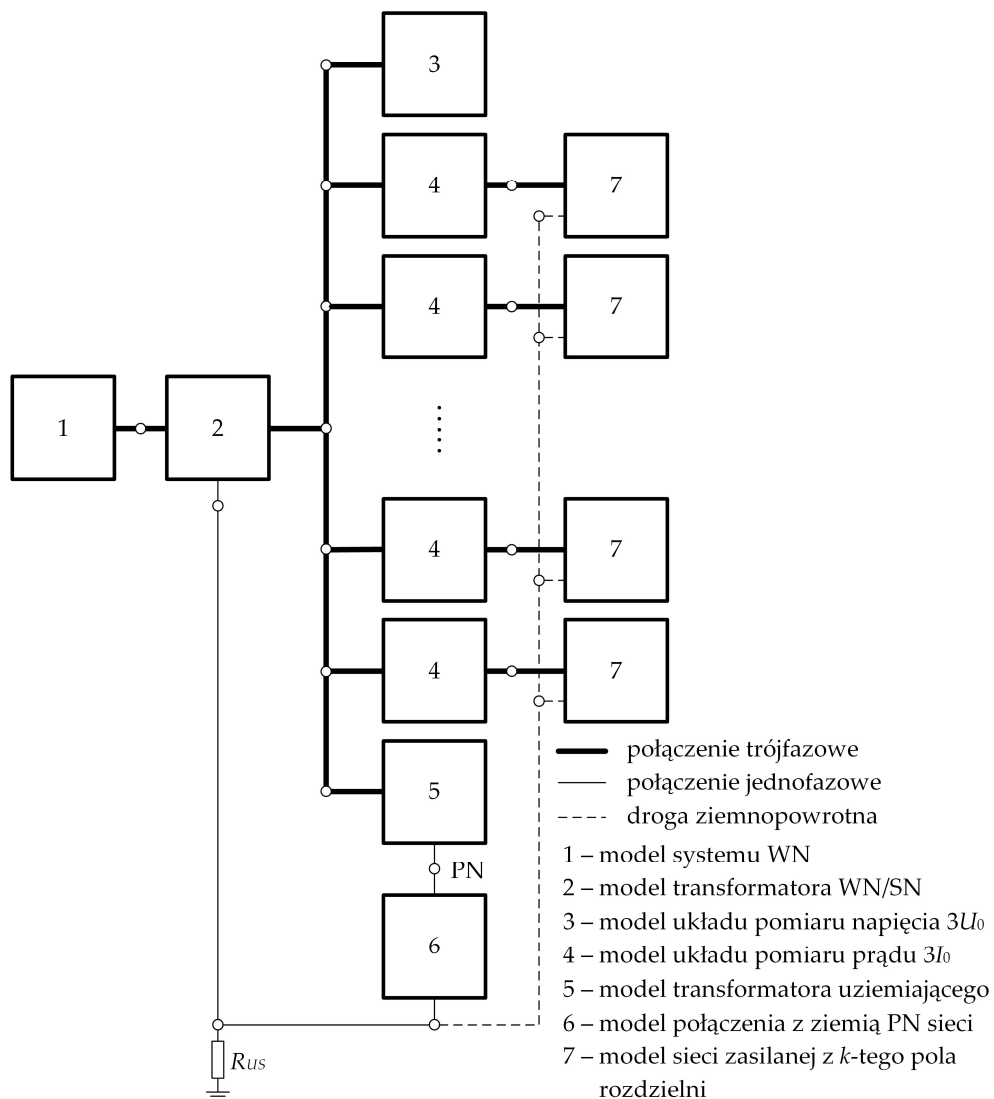 3
4
7
4
7
1
2
4
7
4
7
5
PN
6
Rus
połączenie trójfazowe
połączenie jednofazowe
droga ziemnopowrotna
1 – model systemu WN
2 – model transformatora WN/SN
3 – model układu pomiaru napięcia 3U0
4 – model układu pomiaru prądu 3I0
5 – model transformatora uziemiającego
6 – model połączenia z ziemią PN sieci
7 – model sieci zasilanej z k-tego pola
rozdzielni